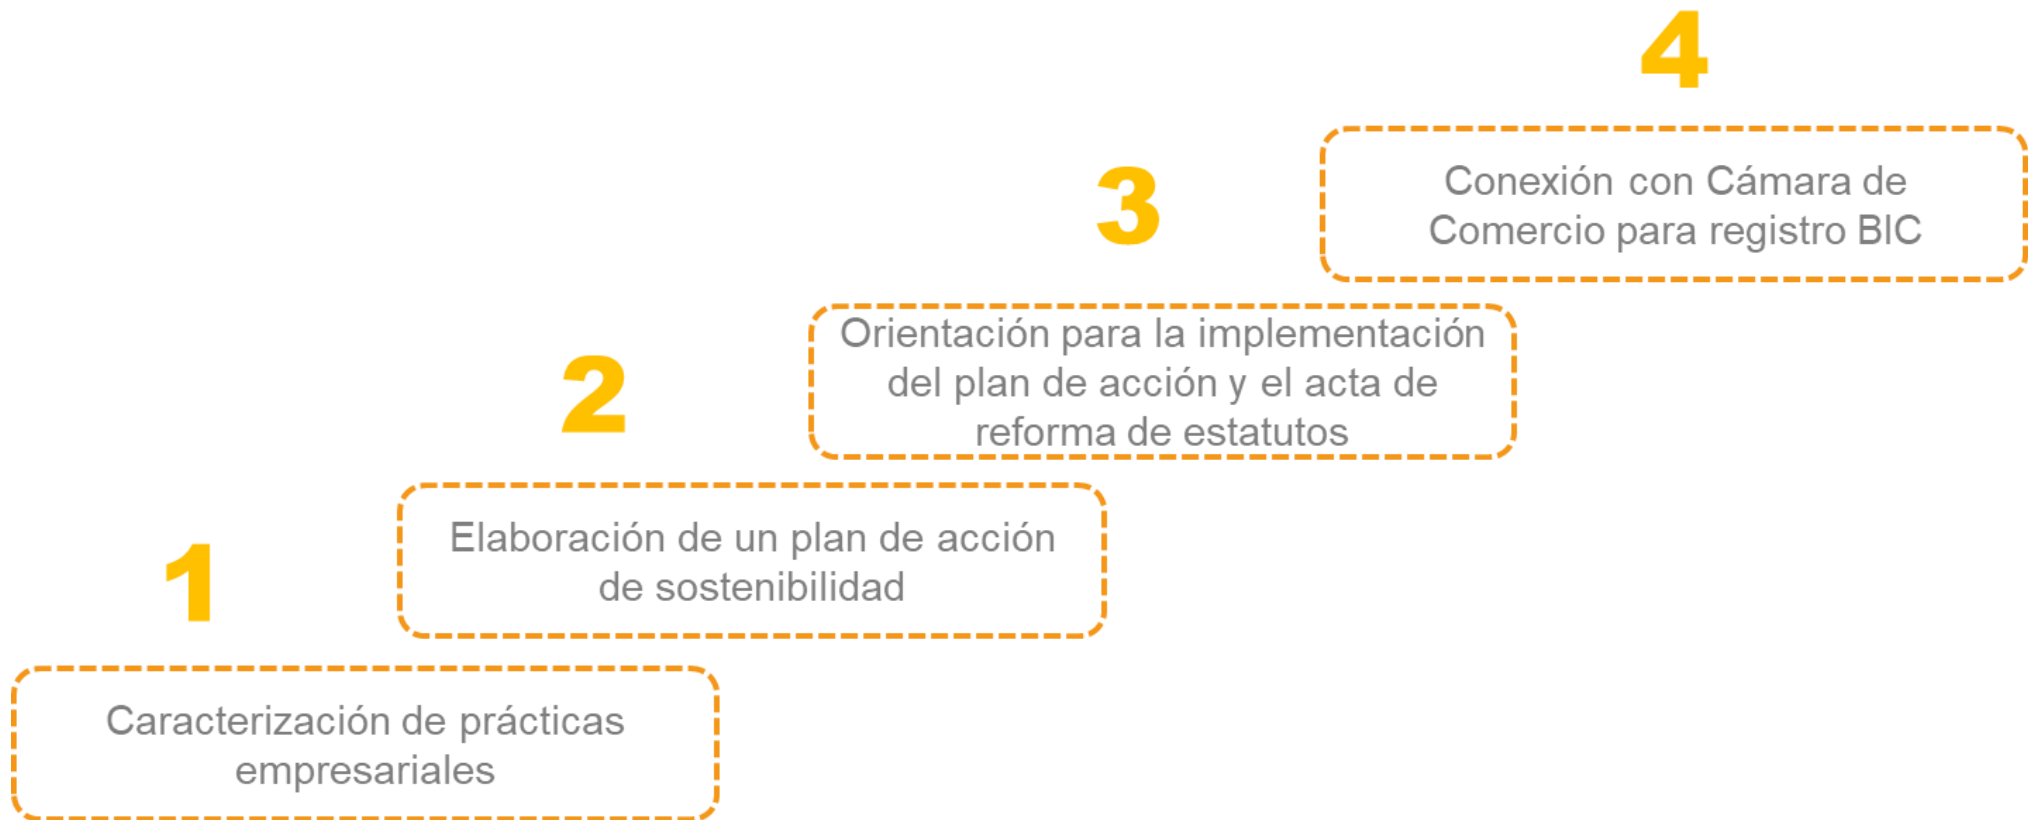 1
Caracterización de prácticas
empresariales
2
Elaboración de un plan de acción
de sostenibilidad
3
Orientación para la implementación
del plan de acción y el acta de
reforma de estatutos
4
Conexión con Cámara de
Comercio para registro BIC